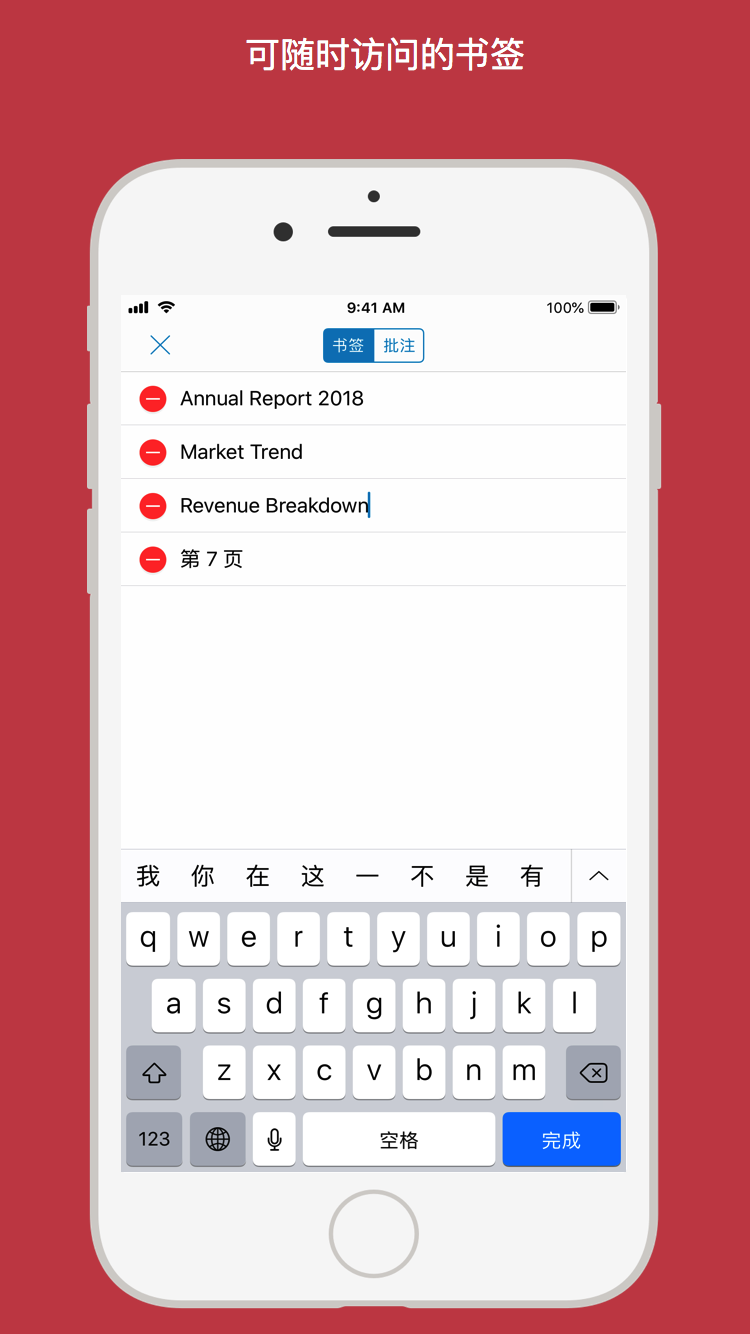 可随时访问的书签
9:41 AM
100%
书签 批注
Annual Report 2018
Market Trend
Revenue Breakdown
第 7 页
我 你 在 这 一 不 是 有
q w e r t y u i o p
a s d f g h j k l
z x c v b n m
123 空格 完成